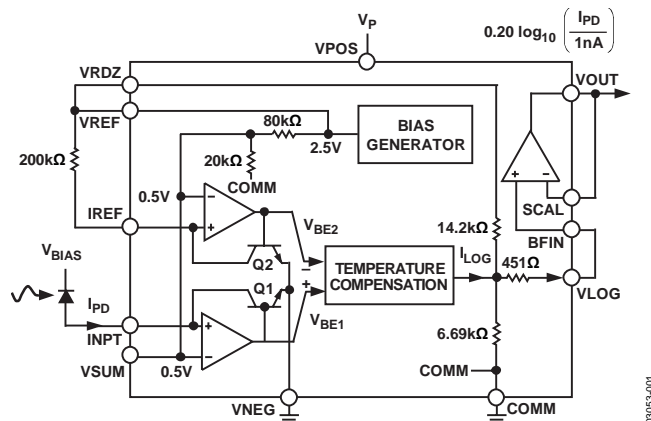 V_P
0.20 log₁₀ (I_PD / 1nA)
VPOS
VRDZ
VOUT
VREF
80kΩ
BIAS
GENERATOR
200kΩ
20kΩ
2.5V
COMM
0.5V
SCAL
IREF
V_BE2
14.2kΩ
BFIN
V_BIAS
Q2
I_LOG
451Ω
TEMPERATURE
COMPENSATION
Q1
I_PD
VLOG
V_BE1
INPT
6.69kΩ
VSUM
0.5V
COMM
VNEG
COMM
03053-001